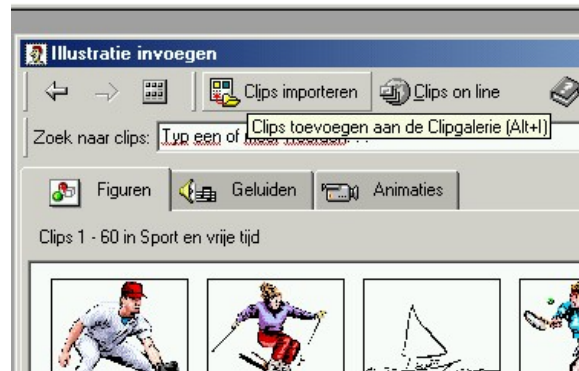 Illustratie invoegen
Clips importeren Clips on line
Zoek naar clips: Typ een of
Clips toevoegen aan de Clipgalerie (Alt+I)
Figuren Geluiden Animaties
Clips 1 - 60 in Sport en vrije tijd